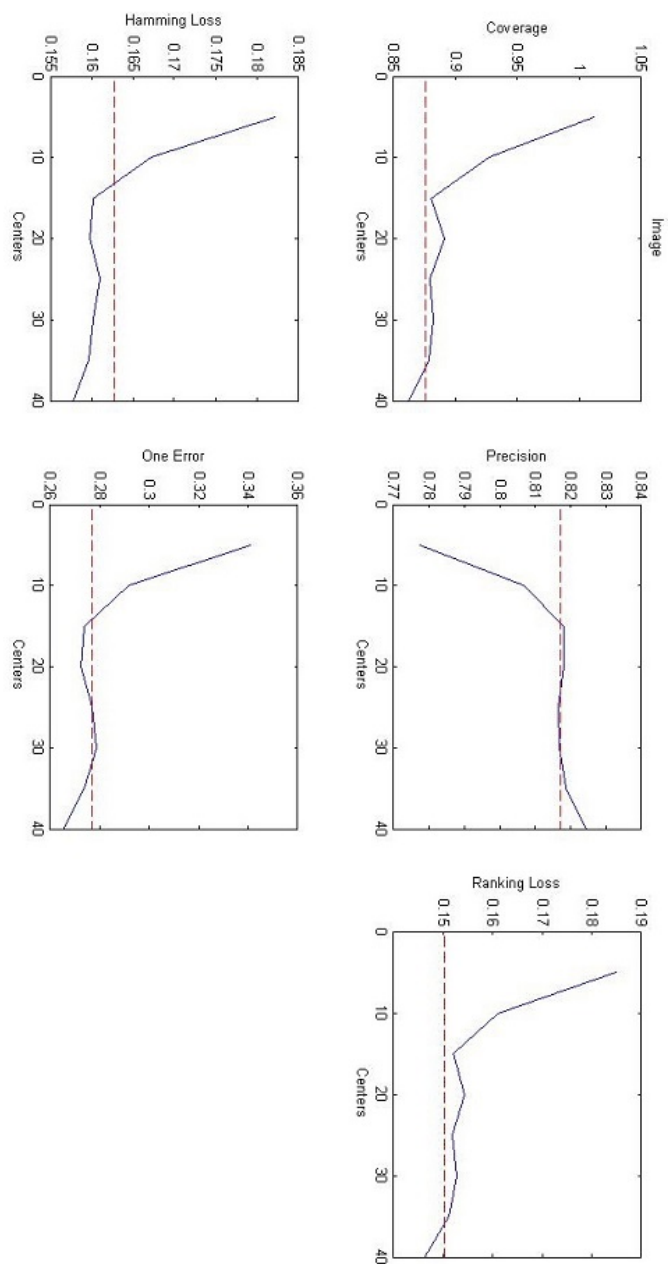 Image
Coverage
1.05
1
0.95
0.9
0.85
0 10 20 30 40
Centers
Precision
0.84
0.83
0.82
0.81
0.8
0.79
0.78
0.77
0 10 20 30 40
Centers
Ranking Loss
0.19
0.18
0.17
0.16
0.15
0 10 20 30 40
Centers
Hamming Loss
0.185
0.18
0.175
0.17
0.165
0.16
0.155
0 10 20 30 40
Centers
One Error
0.36
0.34
0.32
0.3
0.28
0.26
0 10 20 30 40
Centers